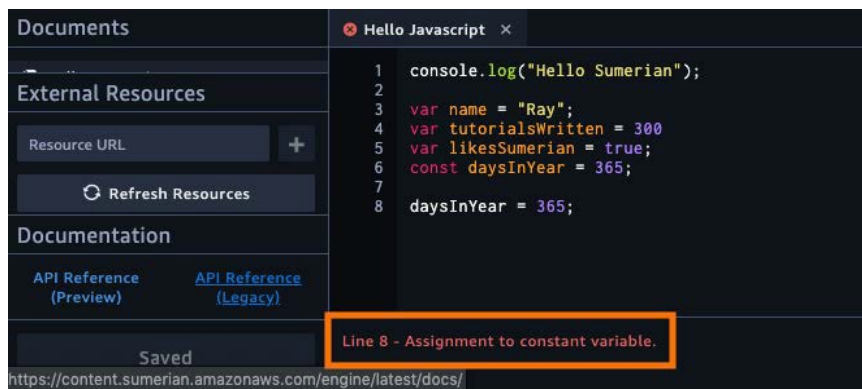 Documents
External Resources
Resource URL +
Refresh Resources
Documentation
API Reference (Preview)
API Reference (Legacy)
Saved
https://content.sumerian.amazonaws.com/engine/latest/docs/
Hello Javascript ×
1 console.log("Hello Sumerian");
2
3 var name = "Ray";
4 var tutorialsWritten = 300
5 var likesSumerian = true;
6 const daysInYear = 365;
7
8 daysInYear = 365;
Line 8 - Assignment to constant variable.